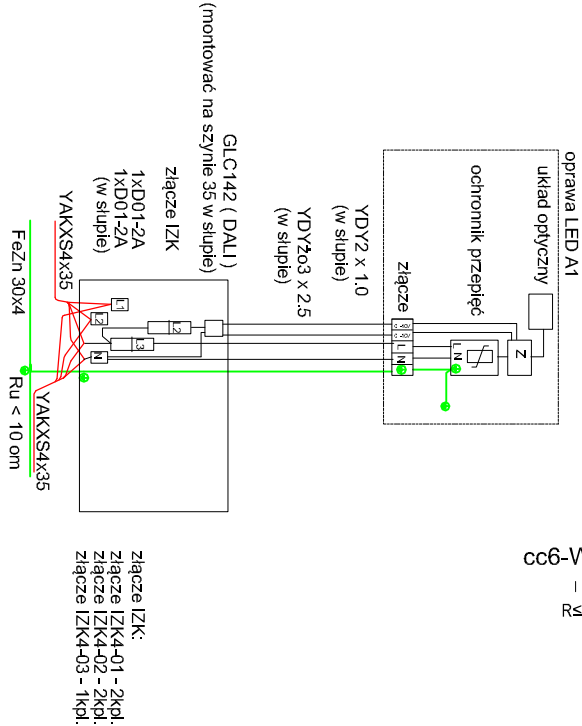 oprawa LED A1
układ optyczny
ochronnik przepięć
Z
L N
złącze
L
N
YDY2 x 1.0
(w słupie)
YDYżo3 x 2.5
(w słupie)
GLC142 ( DALI )
(montować na szynie 35 w słupie)
złącze IZK
1xD01-2A
1xD01-2A
(w słupie)
L1
L2
L2
L3
N
YAKXS4x35
YAKXS4x35
FeZn 30x4
Ru < 10 om
złącze IZK:
złącze IZK4-01 - 2kpl.
złącze IZK4-02 - 2kpl.
złącze IZK4-03 - 1kpl.
cc6-W
R≤